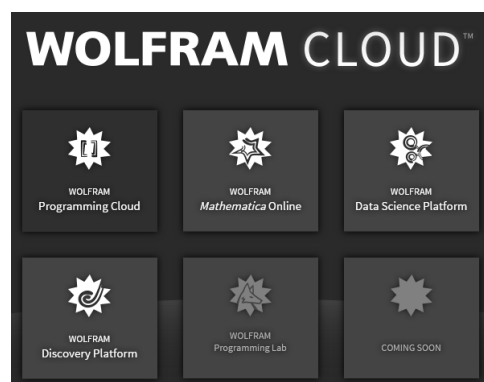 WOLFRAM CLOUD™
WOLFRAM
Programming Cloud
WOLFRAM
Mathematica Online
WOLFRAM
Data Science Platform
WOLFRAM
Discovery Platform
WOLFRAM
Programming Lab
COMING SOON